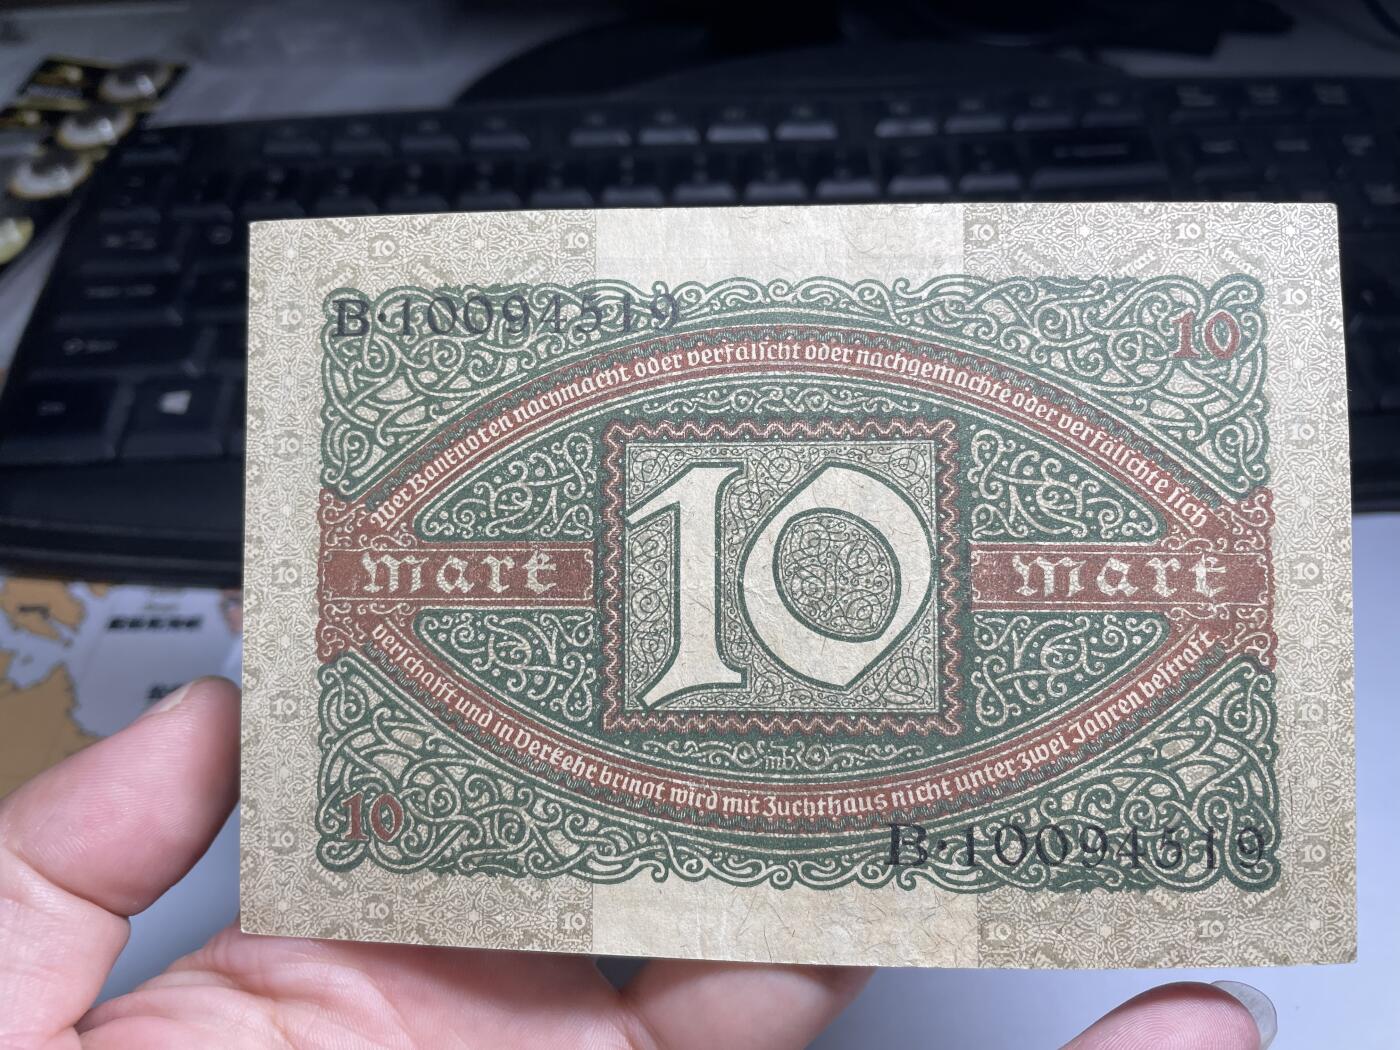 B·10094519
10
Wer Banknoten nachmacht oder verfälscht oder nachgemachte oder verfälschte sich
10
Mark
Mark
verschafft und in Verkehr bringt wird mit Zuchthaus nicht unter zwei Jahren bestraft
10
B·10094519